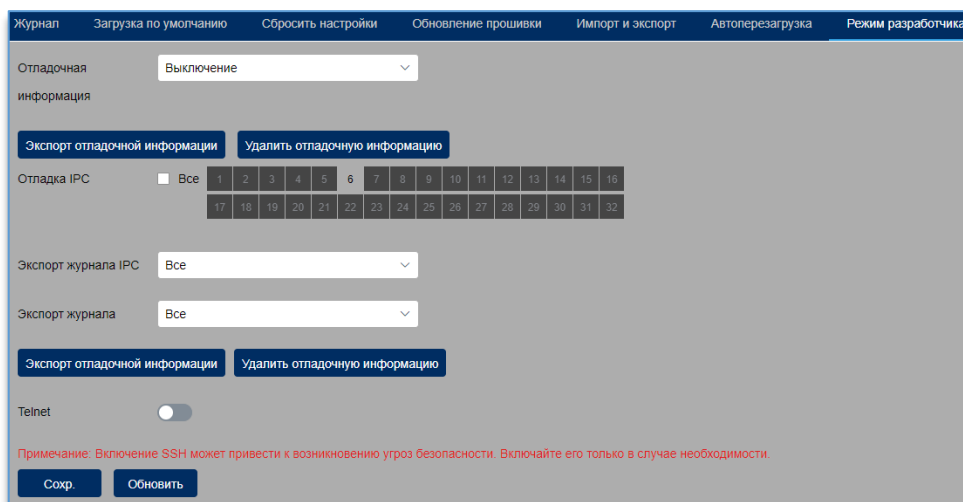 Журнал Загрузка по умолчанию Сбросить настройки Обновление прошивки Импорт и экспорт Автоперезагрузка Режим разработчика
Отладочная Выключение
информация
Экспорт отладочной информации Удалить отладочную информацию
Отладка IPC Все 1 2 3 4 5 6 7 8 9 10 11 12 13 14 15 16
17 18 19 20 21 22 23 24 25 26 27 28 29 30 31 32
Экспорт журнала IPC Все
Экспорт журнала Все
Экспорт отладочной информации Удалить отладочную информацию
Telnet
Примечание: Включение SSH может привести к возникновению угроз безопасности. Включайте его только в случае необходимости.
Сохр. Обновить